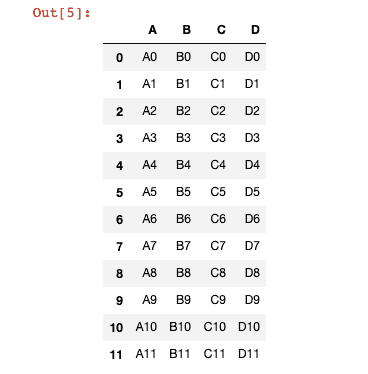 Out[5]:
A B C D
0 A0 B0 C0 D0
1 A1 B1 C1 D1
2 A2 B2 C2 D2
3 A3 B3 C3 D3
4 A4 B4 C4 D4
5 A5 B5 C5 D5
6 A6 B6 C6 D6
7 A7 B7 C7 D7
8 A8 B8 C8 D8
9 A9 B9 C9 D9
10 A10 B10 C10 D10
11 A11 B11 C11 D11